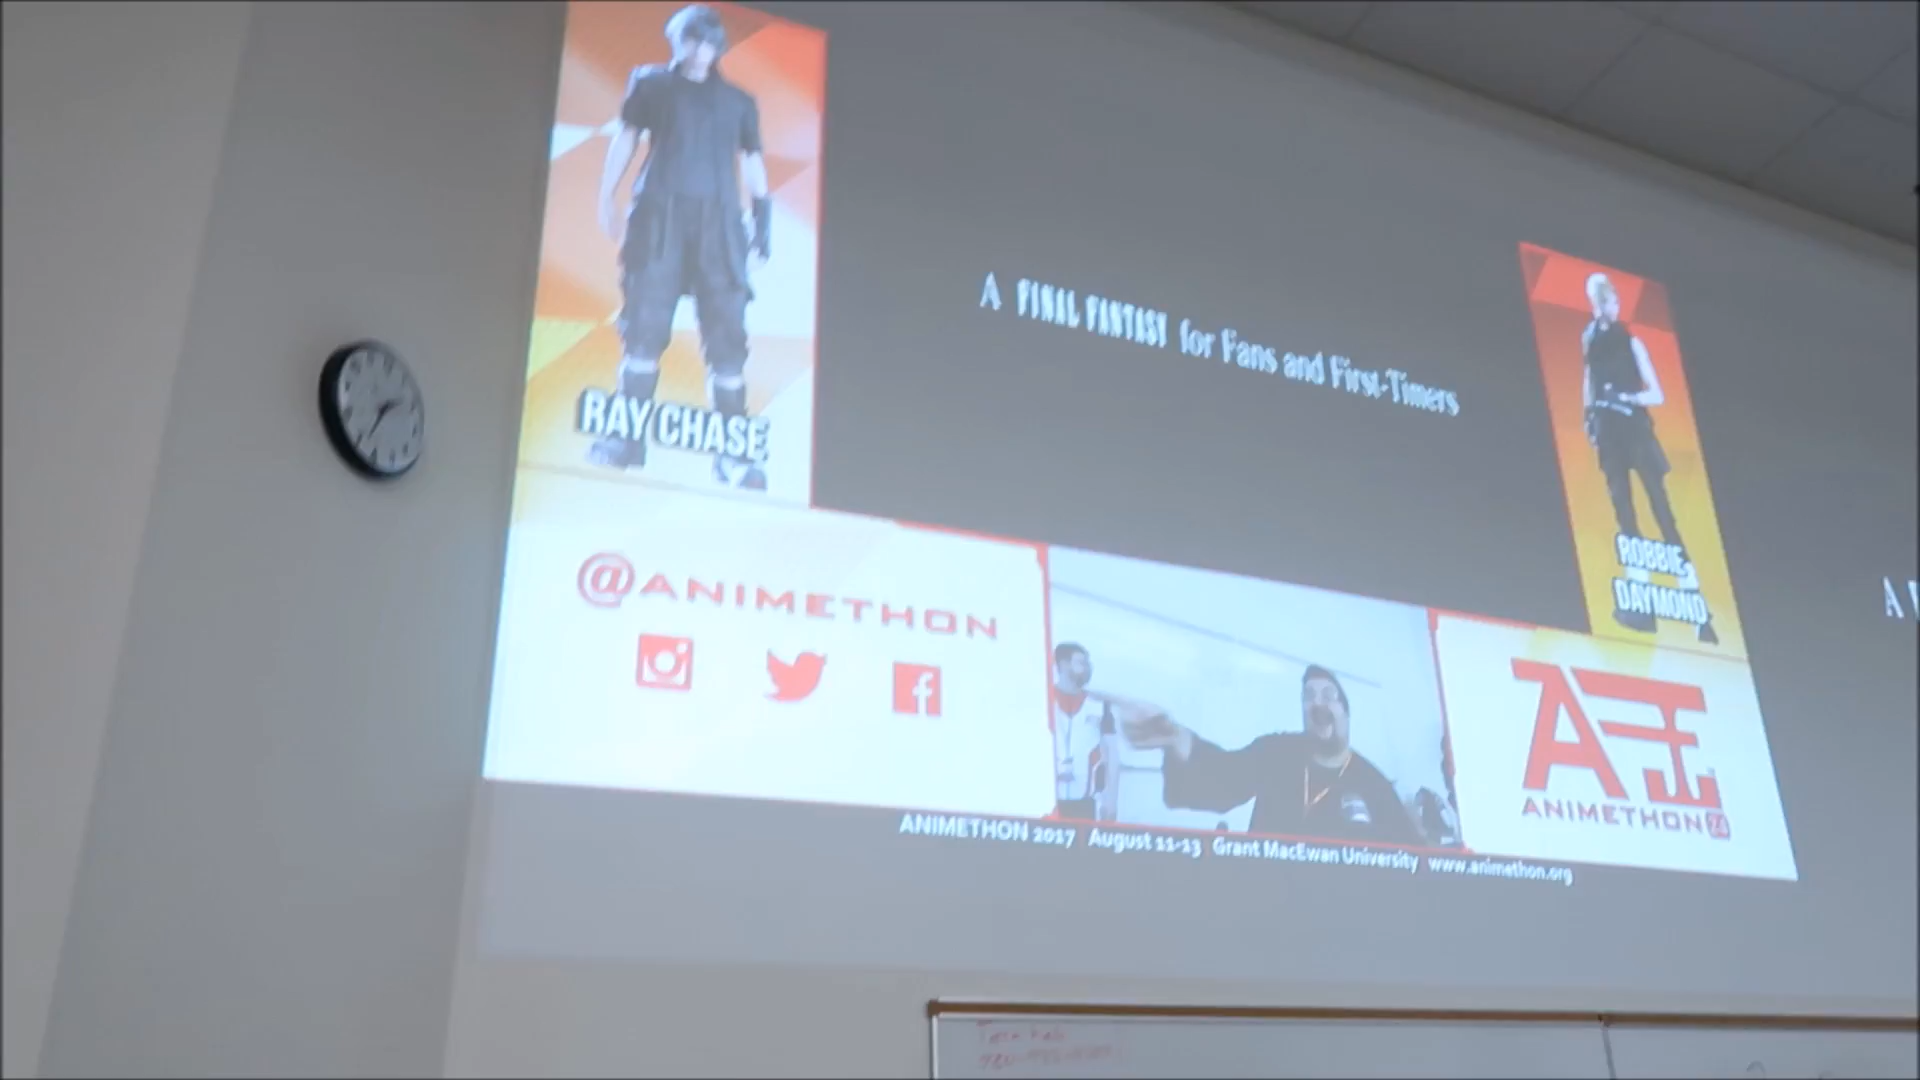 RAY CHASE
A FINAL FANTASY for Fans and First-Timers
ROBBIE
DAYMOND
@ANIMETHON
ANIMETHON 24
ANIMETHON 2017 August 11-13 Grant MacEwan University www.animethon.org
A